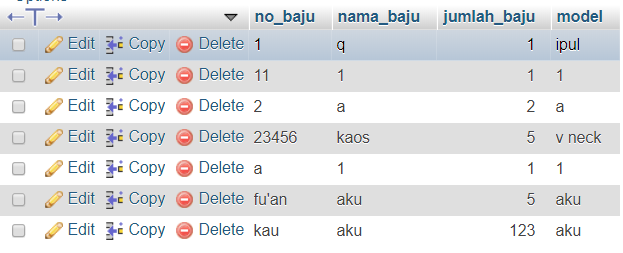 no_baju nama_baju jumlah_baju model
Edit Copy Delete 1 q 1 ipul
Edit Copy Delete 11 1 1 1
Edit Copy Delete 2 a 2 a
Edit Copy Delete 23456 kaos 5 v neck
Edit Copy Delete a 1 1 1
Edit Copy Delete fu'an aku 5 aku
Edit Copy Delete kau aku 123 aku